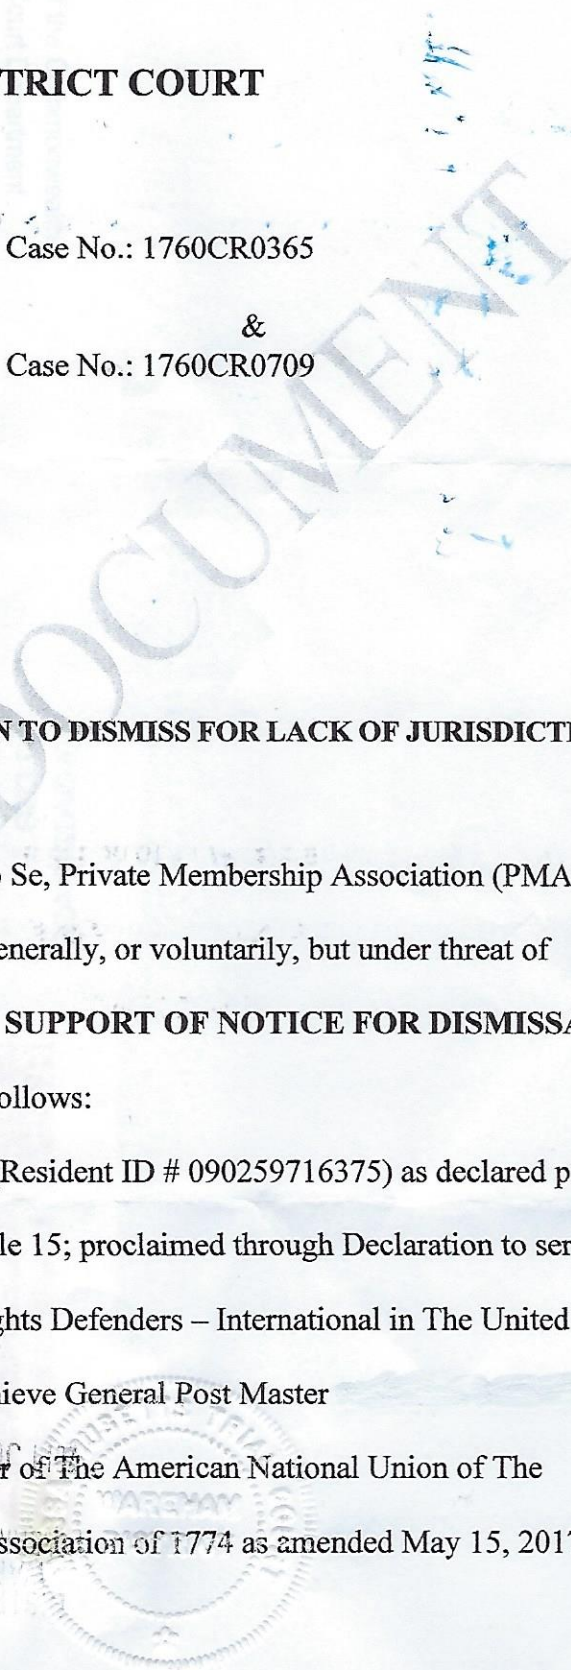 TRICT COURT
Case No.: 1760CR0365
&
Case No.: 1760CR0709
DOCUMENT
N TO DISMISS FOR LACK OF JURISDICTI
Se, Private Membership Association (PMA
enerally, or voluntarily, but under threat of
SUPPORT OF NOTICE FOR DISMISSA
ollows:
Resident ID # 090259716375) as declared p
le 15; proclaimed through Declaration to ser
ghts Defenders – International in The United
ieve General Post Master
r of The American National Union of The
ssociation of 1774 as amended May 15, 201
WAREHAM